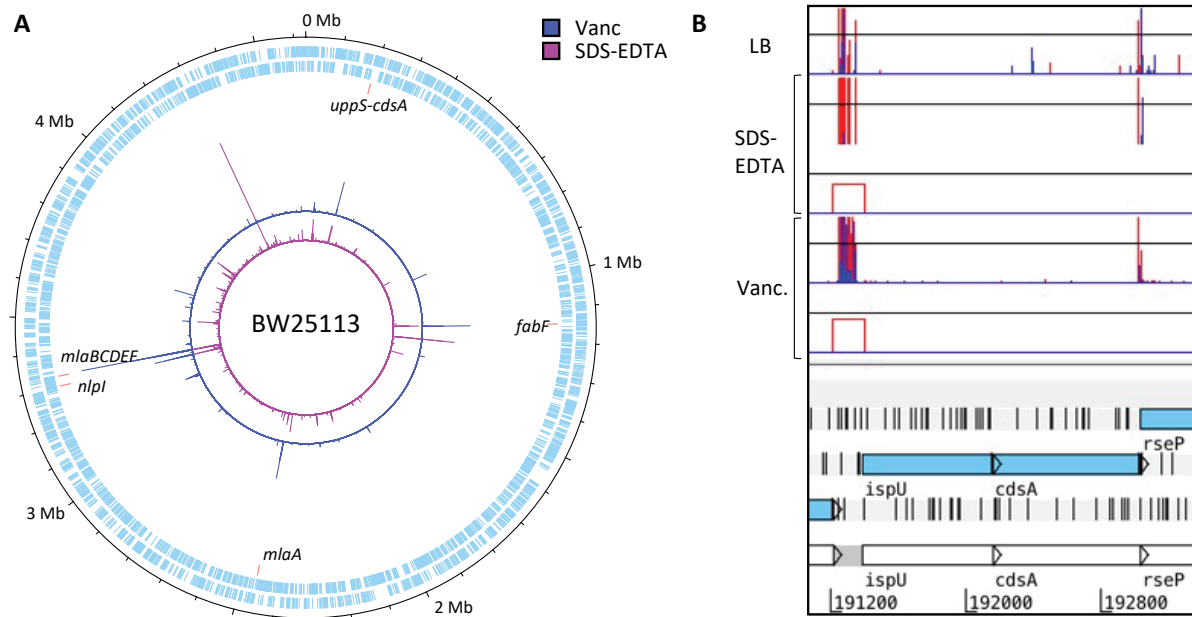 A
0 Mb
Vanc
SDS-EDTA
uppS-cdsA
4 Mb
1 Mb
BW25113
fabF
mlaBCDEF
nlpI
3 Mb
mlaA
2 Mb
B
LB
SDS-
EDTA
Vanc.
rseP
ispU cdsA
ispU cdsA rseP
191200 192000 192800